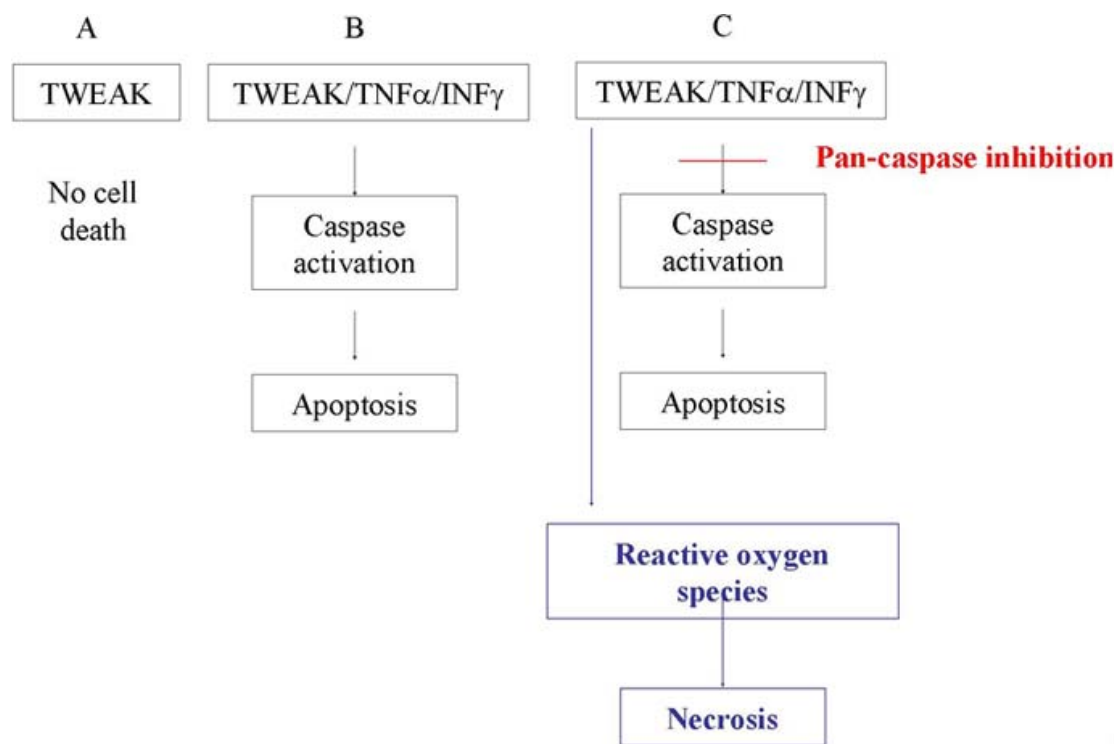 A
TWEAK
No cell
death
B
TWEAK/TNFα/INFγ
Caspase
activation
Apoptosis
C
TWEAK/TNFα/INFγ
Pan-caspase inhibition
Caspase
activation
Apoptosis
Reactive oxygen
species
Necrosis